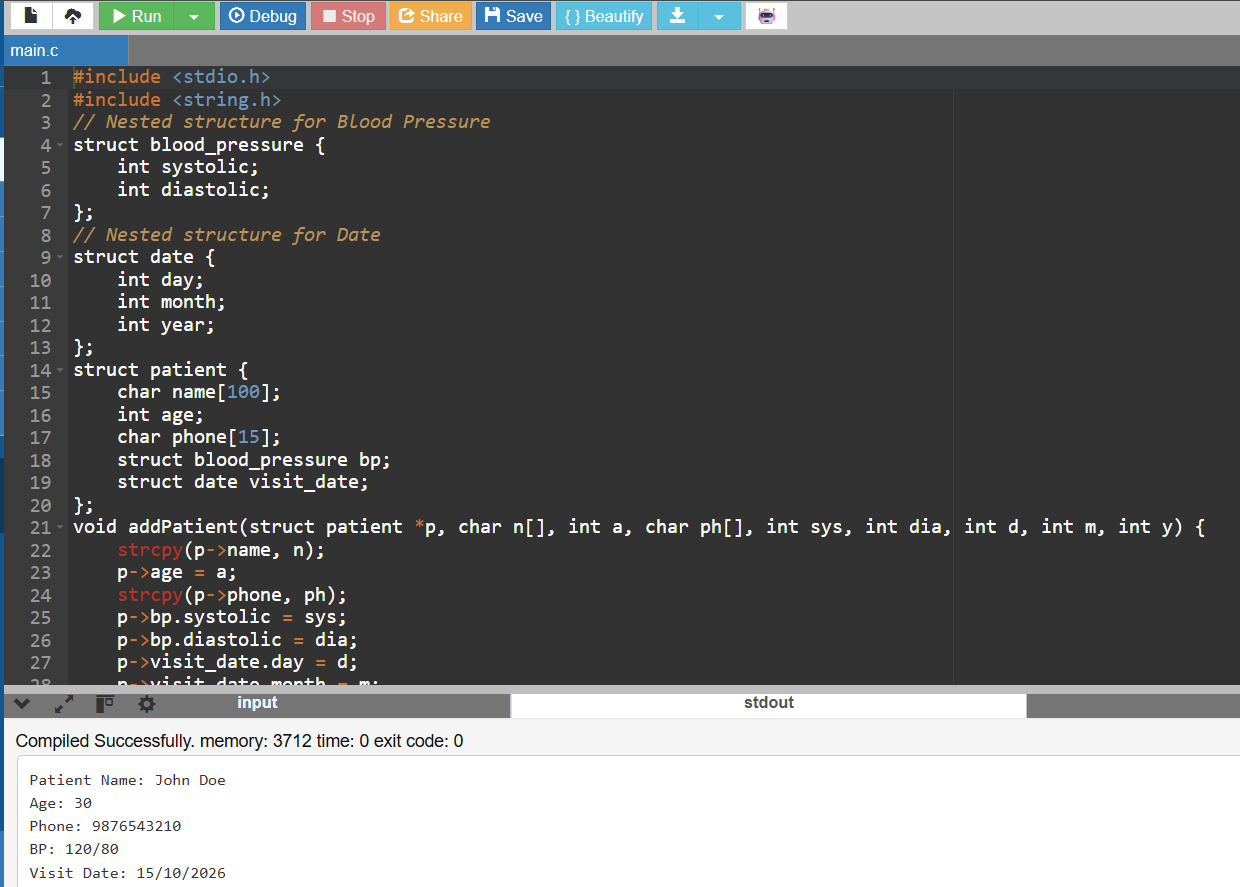 Run Debug Stop Share Save { } Beautify
main.c
1 #include <stdio.h>
2 #include <string.h>
3 // Nested structure for Blood Pressure
4 struct blood_pressure {
5 int systolic;
6 int diastolic;
7 };
8 // Nested structure for Date
9 struct date {
10 int day;
11 int month;
12 int year;
13 };
14 struct patient {
15 char name[100];
16 int age;
17 char phone[15];
18 struct blood_pressure bp;
19 struct date visit_date;
20 };
21 void addPatient(struct patient *p, char n[], int a, char ph[], int sys, int dia, int d, int m, int y) {
22 strcpy(p->name, n);
23 p->age = a;
24 strcpy(p->phone, ph);
25 p->bp.systolic = sys;
26 p->bp.diastolic = dia;
27 p->visit_date.day = d;
28 p->visit_date.month = m;
input stdout
Compiled Successfully. memory: 3712 time: 0 exit code: 0
Patient Name: John Doe
Age: 30
Phone: 9876543210
BP: 120/80
Visit Date: 15/10/2026